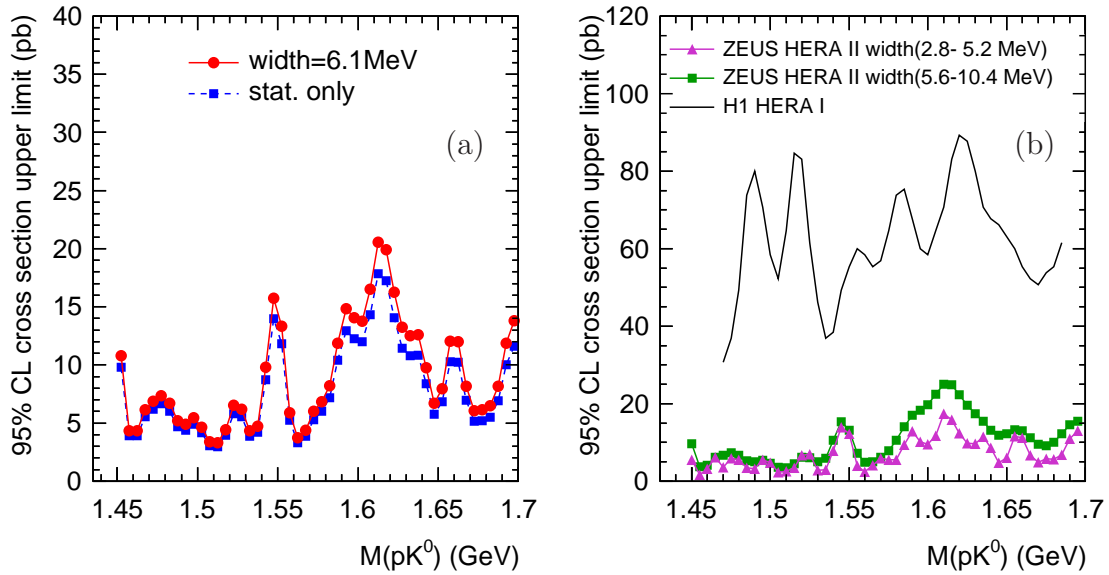 95% CL cross section upper limit (pb)
40
35
30
25
20
15
10
5
0
width=6.1MeV
stat. only
(a)
1.45 1.5 1.55 1.6 1.65 1.7
M(pK⁰) (GeV)
95% CL cross section upper limit (pb)
120
100
80
60
40
20
0
ZEUS HERA II width(2.8- 5.2 MeV)
ZEUS HERA II width(5.6-10.4 MeV)
H1 HERA I
(b)
1.45 1.5 1.55 1.6 1.65 1.7
M(pK⁰) (GeV)